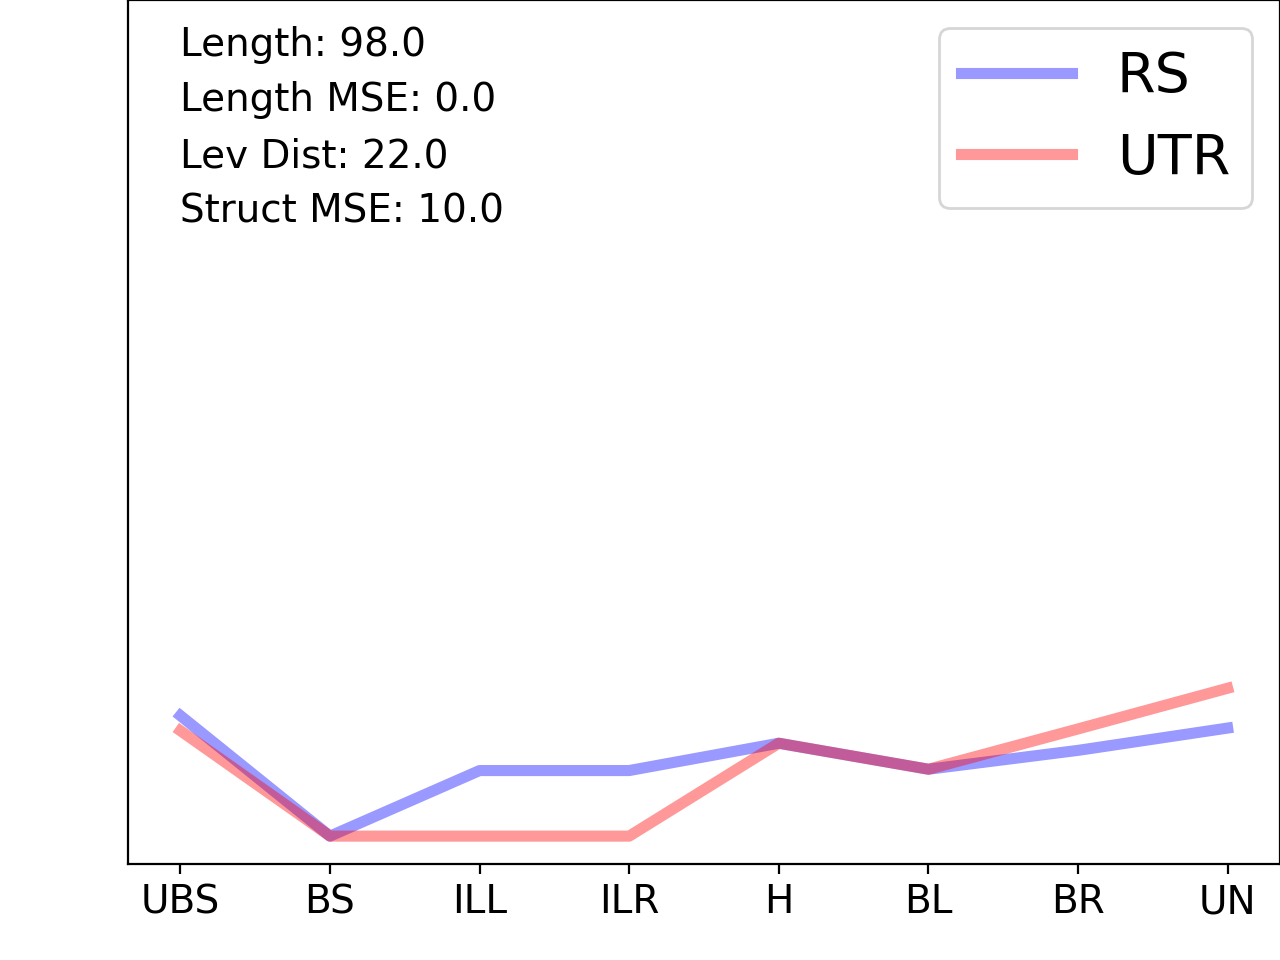 Length: 98.0
Length MSE: 0.0
Lev Dist: 22.0
Struct MSE: 10.0
RS
UTR
UBS BS ILL ILR H BL BR UN